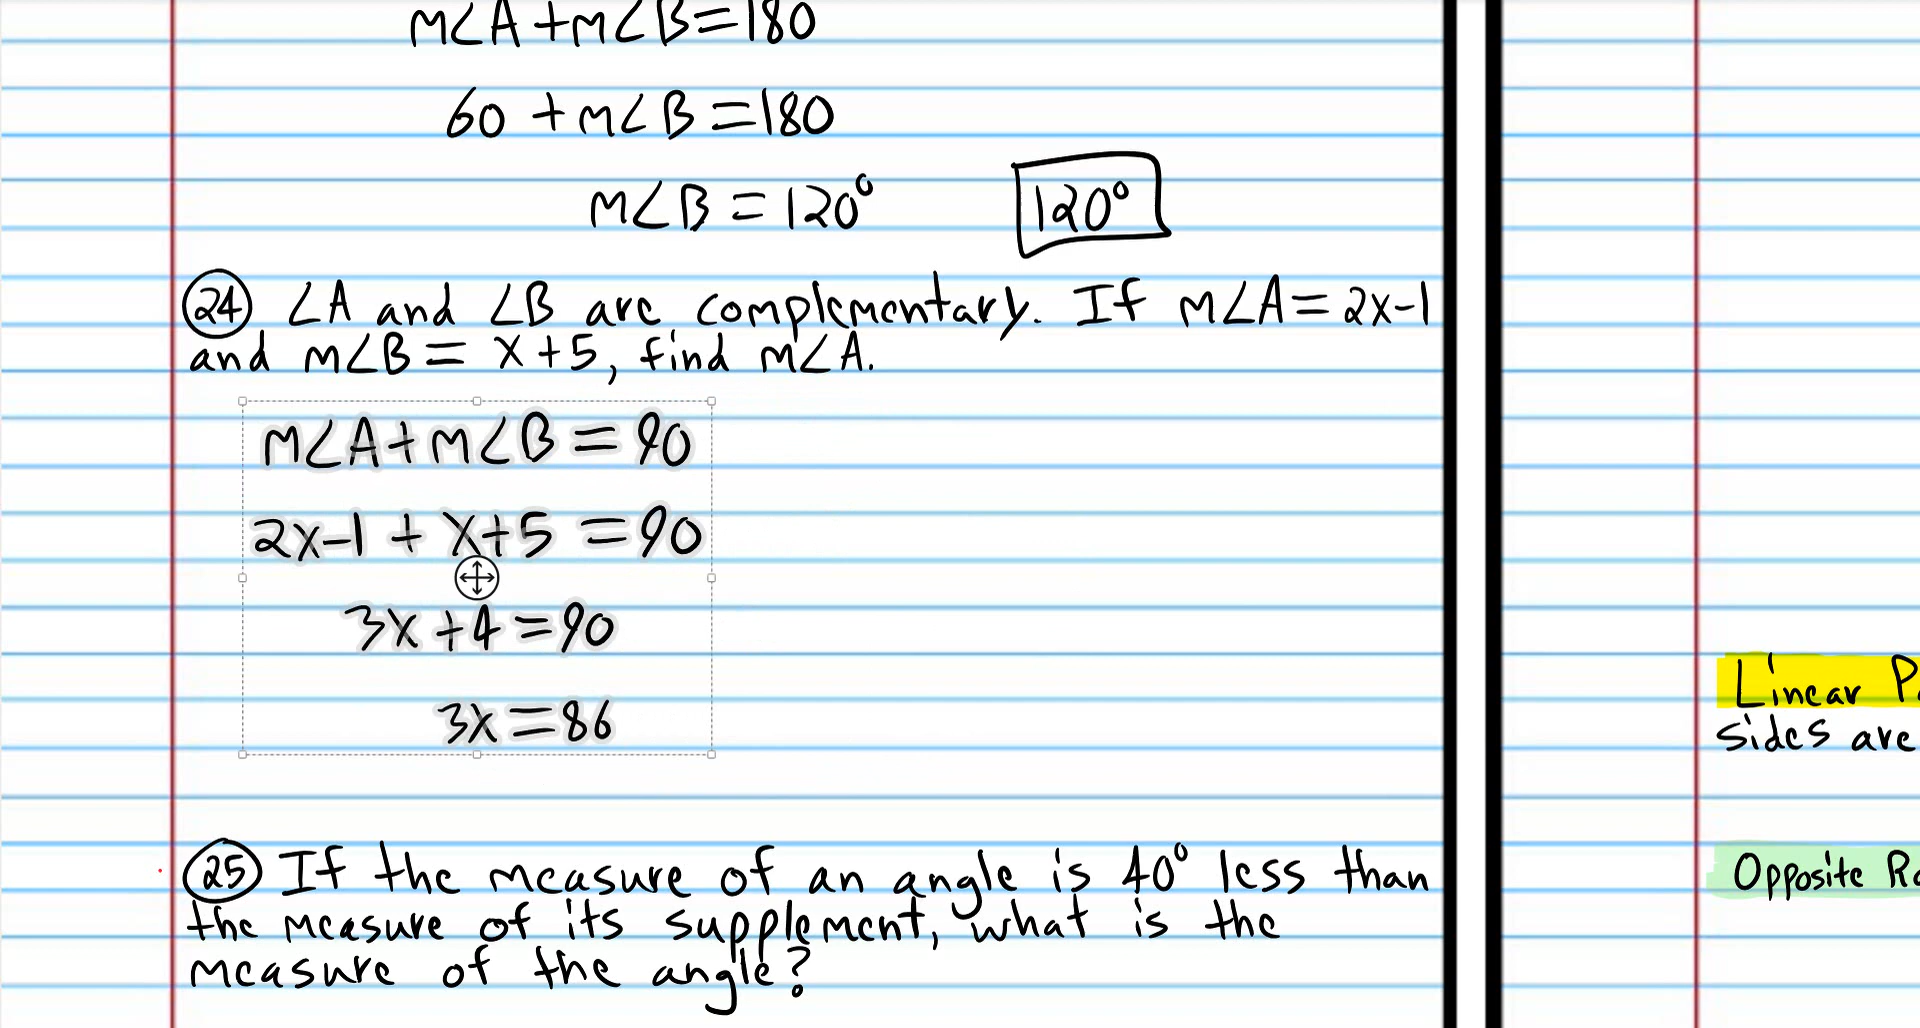 m∠A+m∠B=180
60 +m∠B=180
m∠B=120°
120°
24 ∠A and ∠B are complementary. If m∠A=2x-1
and m∠B= x+5, find m∠A.
m∠A+m∠B=90
2x-1 + x+5 =90
3x+4=90
3x=86
Linear
sides are
25 If the measure of an angle is 40° less than
the measure of its supplement, what is the
measure of the angle?
Opposite